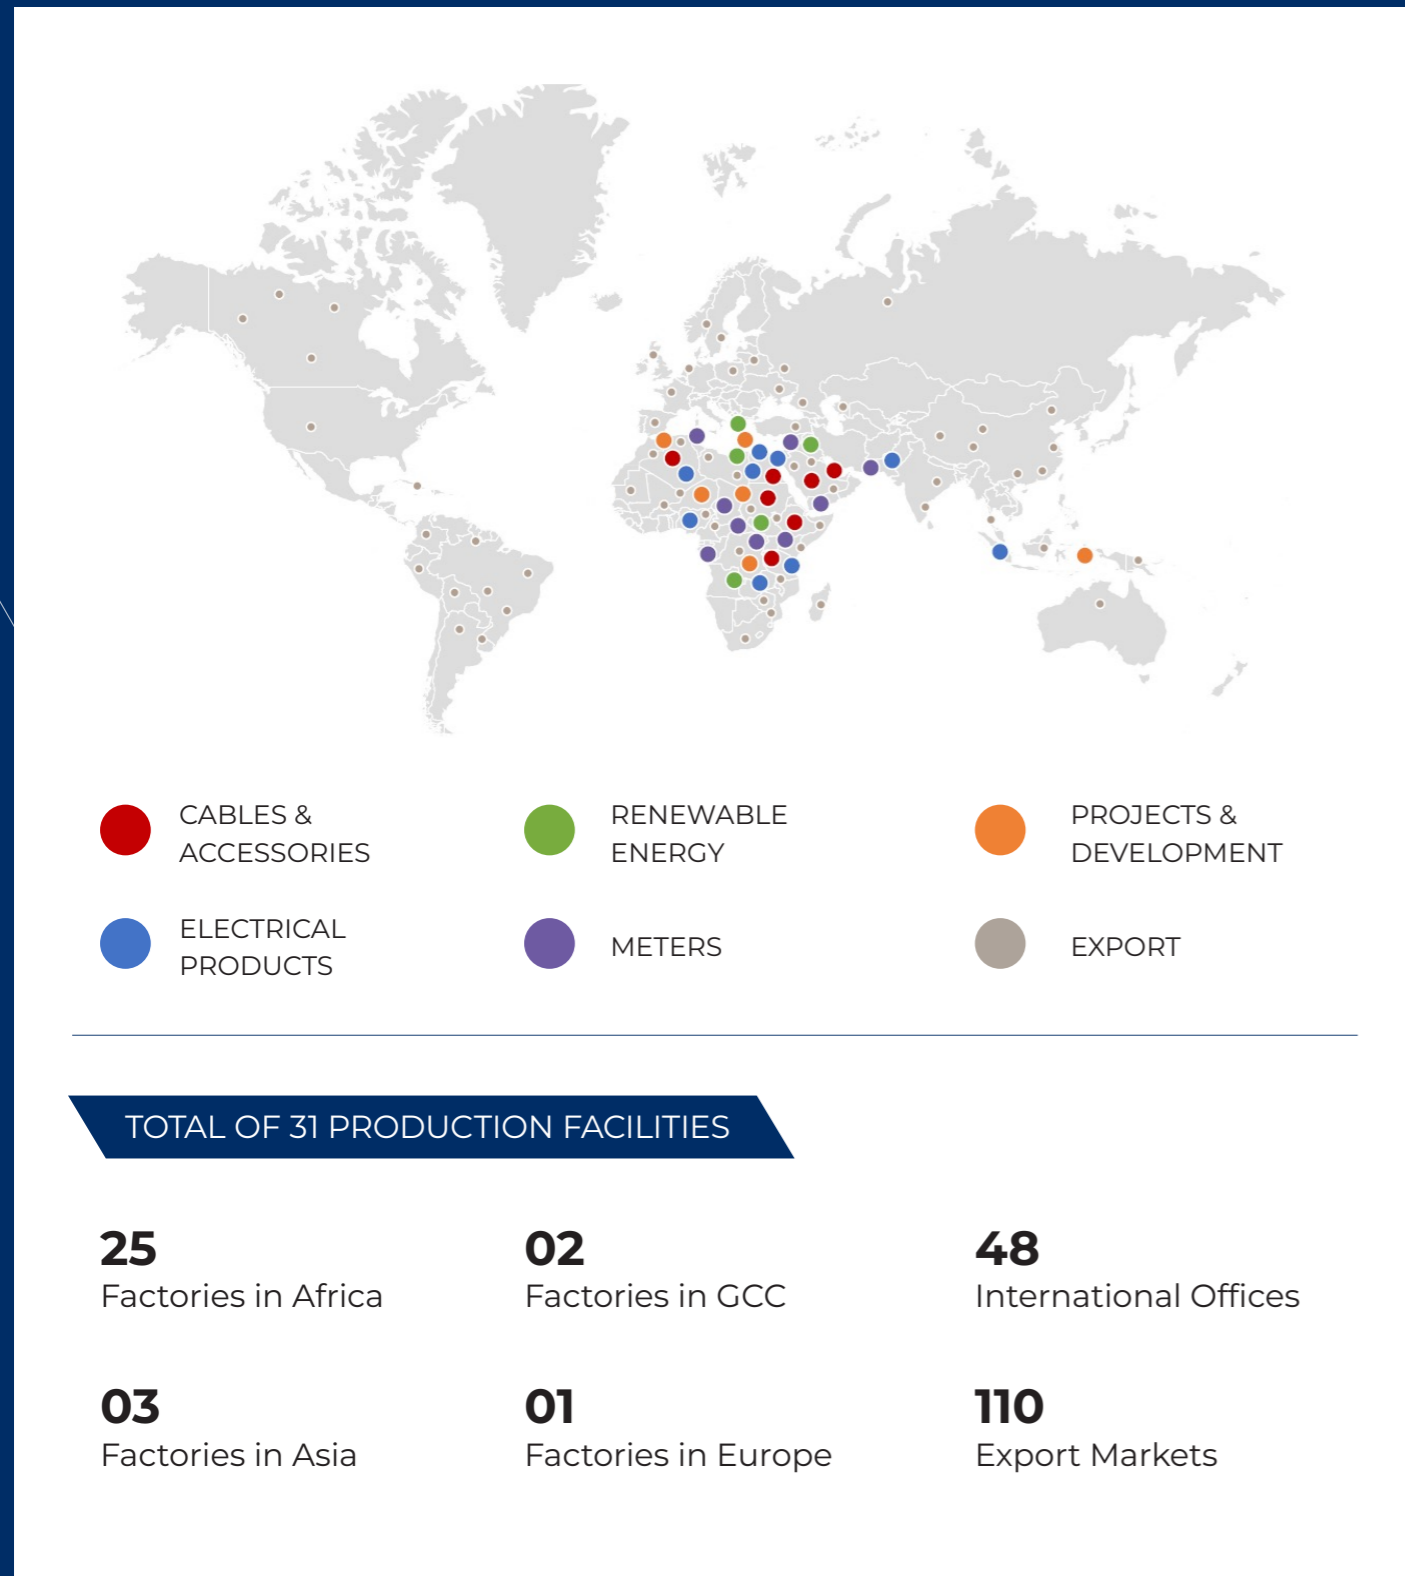 CABLES &
ACCESSORIES
RENEWABLE
ENERGY
PROJECTS &
DEVELOPMENT
ELECTRICAL
PRODUCTS
METERS
EXPORT
TOTAL OF 31 PRODUCTION FACILITIES
25
Factories in Africa
02
Factories in GCC
48
International Offices
03
Factories in Asia
01
Factories in Europe
110
Export Markets